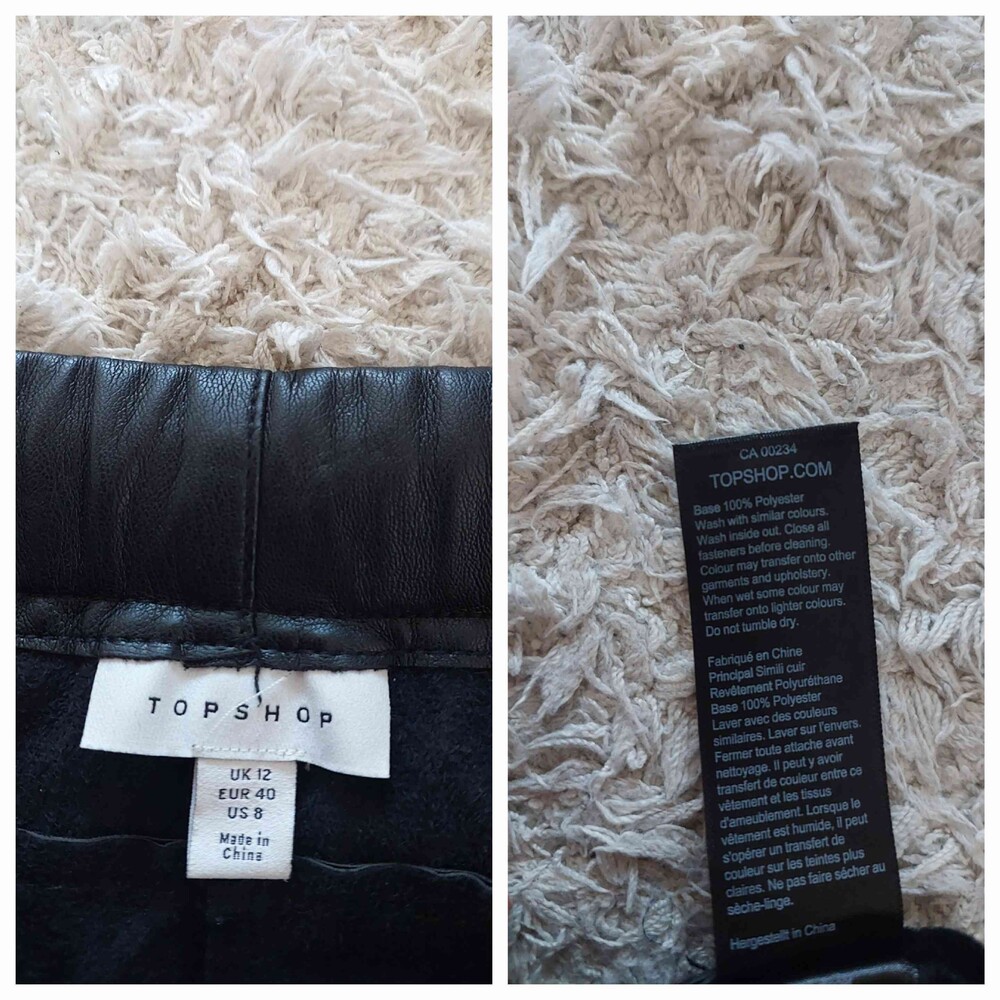 TOPSHOP
UK 12
EUR 40
US 8
Made in
China
CA 00234
TOPSHOP.COM
Base 100% Polyester
Wash with similar colours.
Wash inside out. Close all
fasteners before cleaning.
Colour may transfer onto other
garments and upholstery.
When wet some colour may
transfer onto lighter colours.
Do not tumble dry.
Fabriqué en Chine
Principal Simili cuir
Revêtement Polyuréthane
Base 100% Polyester
Laver avec des couleurs
similaires. Laver sur l'envers.
Fermer toute attache avant
nettoyage. Il peut y avoir
transfert de couleur entre ce
vêtement et les tissus
d'ameublement. Lorsque le
vêtement est humide, il peut
s'opérer un transfert de
couleur sur les teintes plus
claires. Ne pas faire sécher au
sèche-linge.
Hergestellt in China